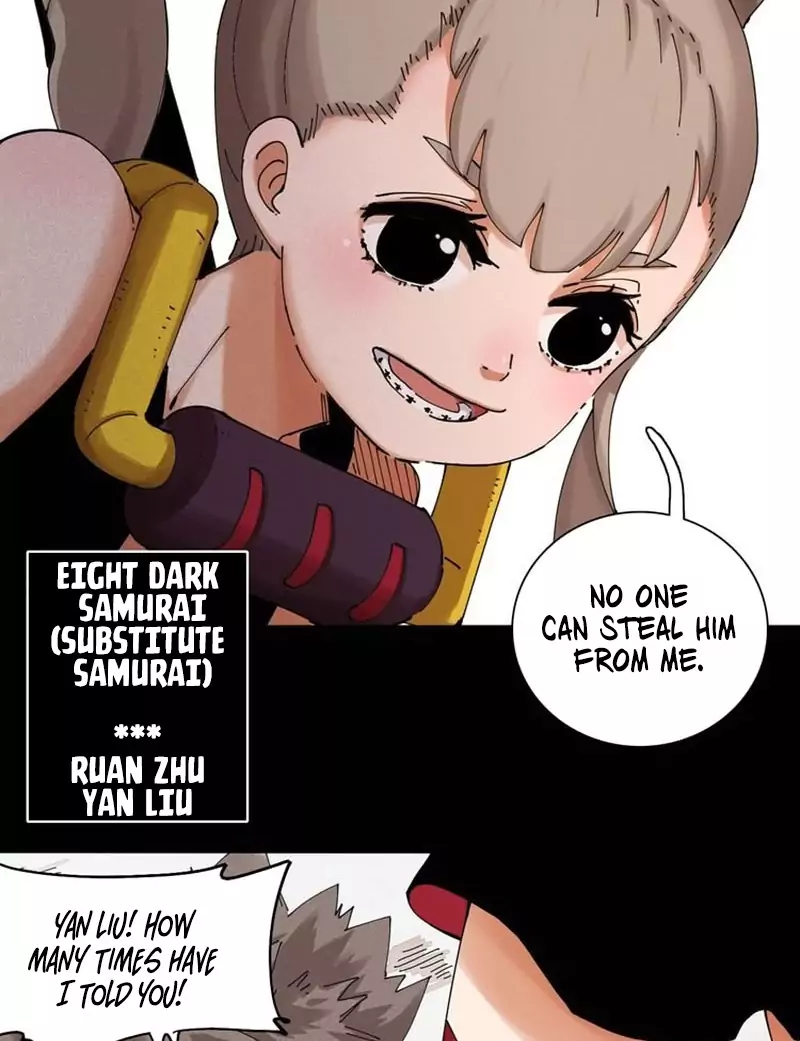 EIGHT DARK
SAMURAI
(SUBSTITUTE
SAMURAI)
***
RUAN ZHU
YAN LIU
NO ONE
CAN STEAL HIM
FROM ME.
YAN LIU! HOW
MANY TIMES HAVE
I TOLD YOU!